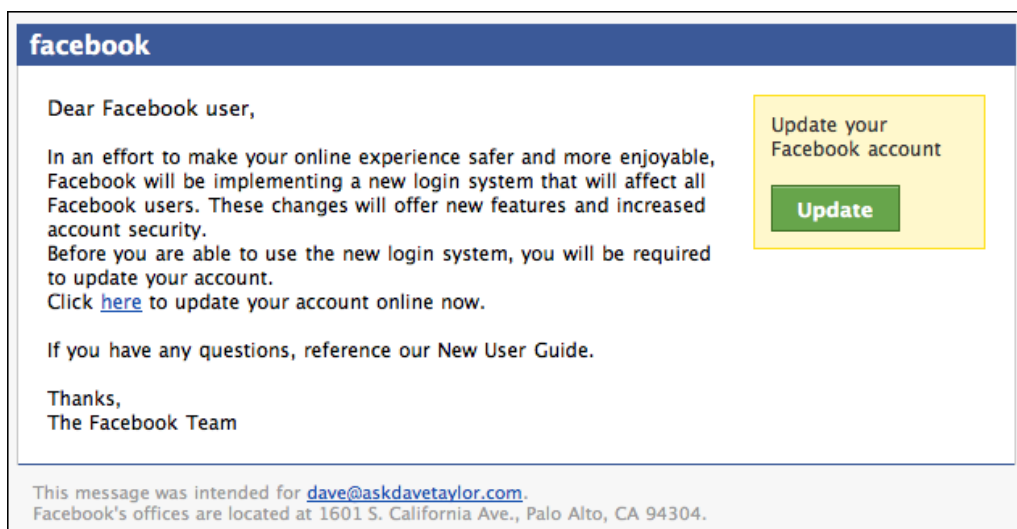 facebook
Dear Facebook user,
In an effort to make your online experience safer and more enjoyable,
Facebook will be implementing a new login system that will affect all
Facebook users. These changes will offer new features and increased
account security.
Before you are able to use the new login system, you will be required
to update your account.
Click here to update your account online now.
If you have any questions, reference our New User Guide.
Thanks,
The Facebook Team
Update your
Facebook account
Update
This message was intended for dave@askdavetaylor.com.
Facebook's offices are located at 1601 S. California Ave., Palo Alto, CA 94304.